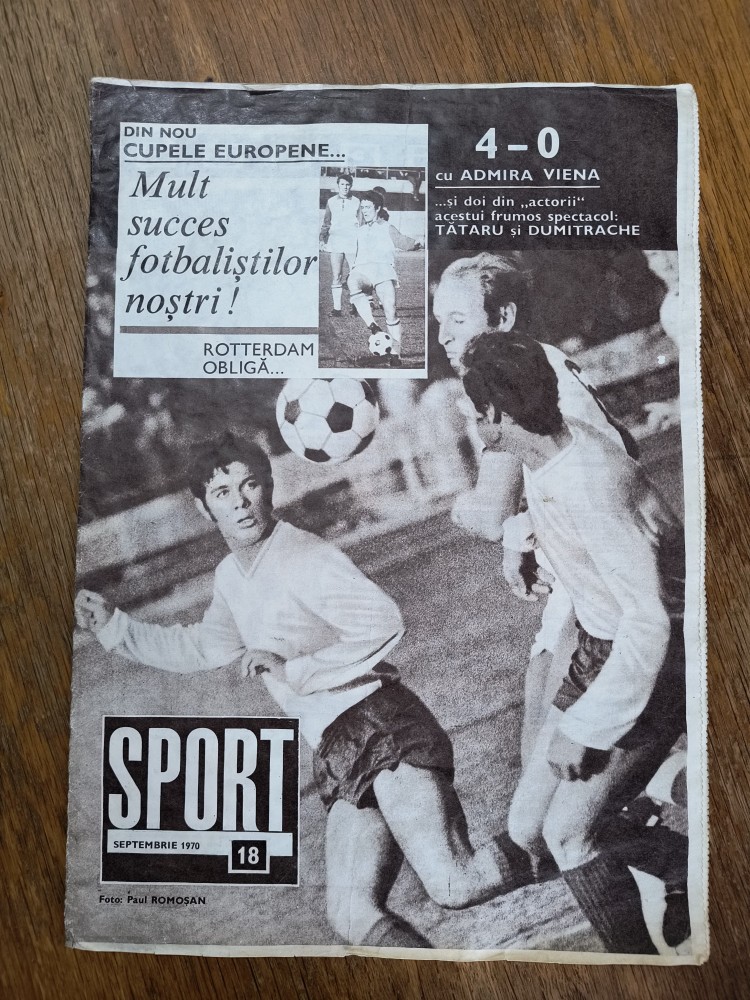 DIN NOU
CUPELE EUROPENE...
Mult
succes
fotbaliștilor
noștri!
ROTTERDAM
OBLIGĂ...
4-0
cu ADMIRA VIENA
...și doi din „actorii“
acestui frumos spectacol:
TĂTARU și DUMITRACHE
SPORT
SEPTEMBRIE 1970
18
Foto: Paul ROMOȘAN